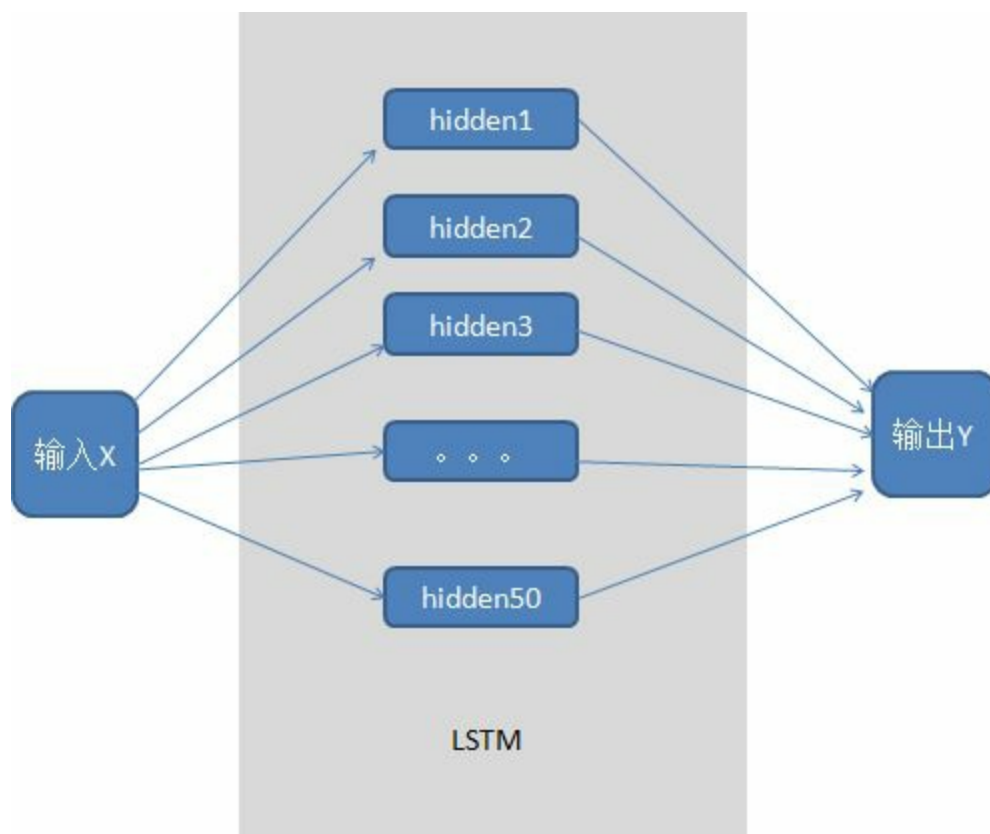 hidden1
hidden2
hidden3
输入X
。。。
输出Y
hidden50
LSTM